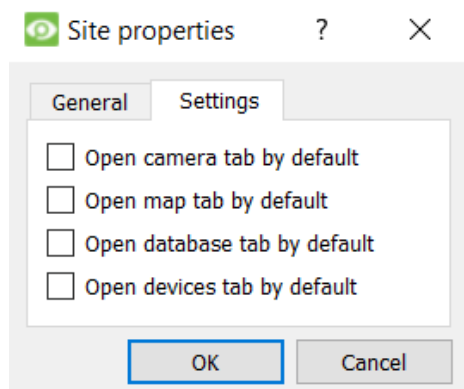 Site properties ? ×
General Settings
Open camera tab by default
Open map tab by default
Open database tab by default
Open devices tab by default
OK Cancel